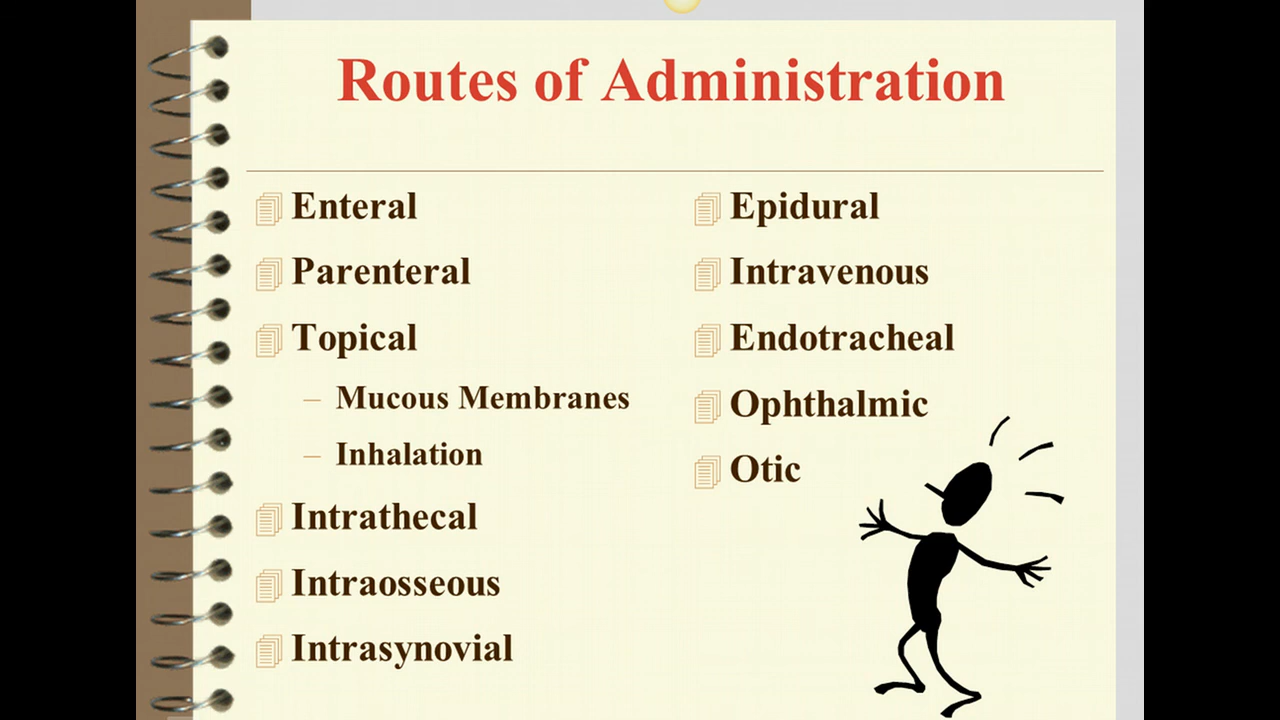 Routes of Administration
Enteral
Parenteral
Topical
– Mucous Membranes
– Inhalation
Intrathecal
Intraosseous
Intrasynovial
Epidural
Intravenous
Endotracheal
Ophthalmic
Otic